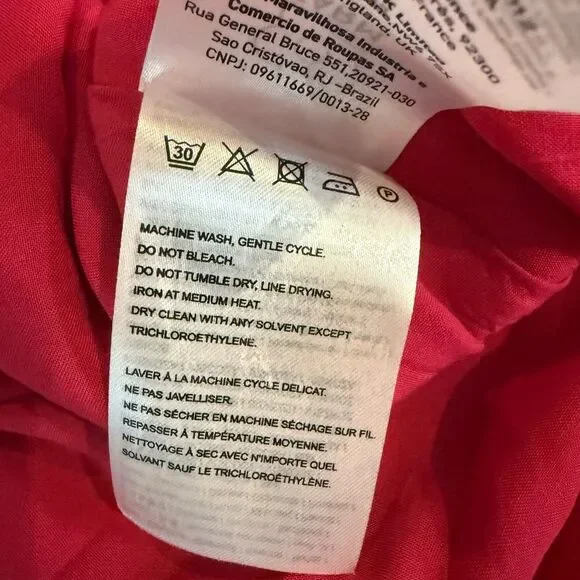 Maravilhosa Industria e
Comercio de Roupas SA
Rua General Bruce 551,20921-030
Sao Cristóvao, RJ -Brazil
CNPJ: 09611669/0013-28
England, UK
92300
30
P
MACHINE WASH, GENTLE CYCLE.
DO NOT BLEACH.
DO NOT TUMBLE DRY, LINE DRYING.
IRON AT MEDIUM HEAT.
DRY CLEAN WITH ANY SOLVENT EXCEPT
TRICHLOROETHYLENE.
LAVER À LA MACHINE CYCLE DELICAT.
NE PAS JAVELLISER.
NE PAS SÉCHER EN MACHINE SÉCHAGE SUR FIL.
REPASSER À TEMPÉRATURE MOYENNE.
NETTOYAGE À SEC AVEC N'IMPORTE QUEL
SOLVANT SAUF LE TRICHLOROÉTHYLÈNE.